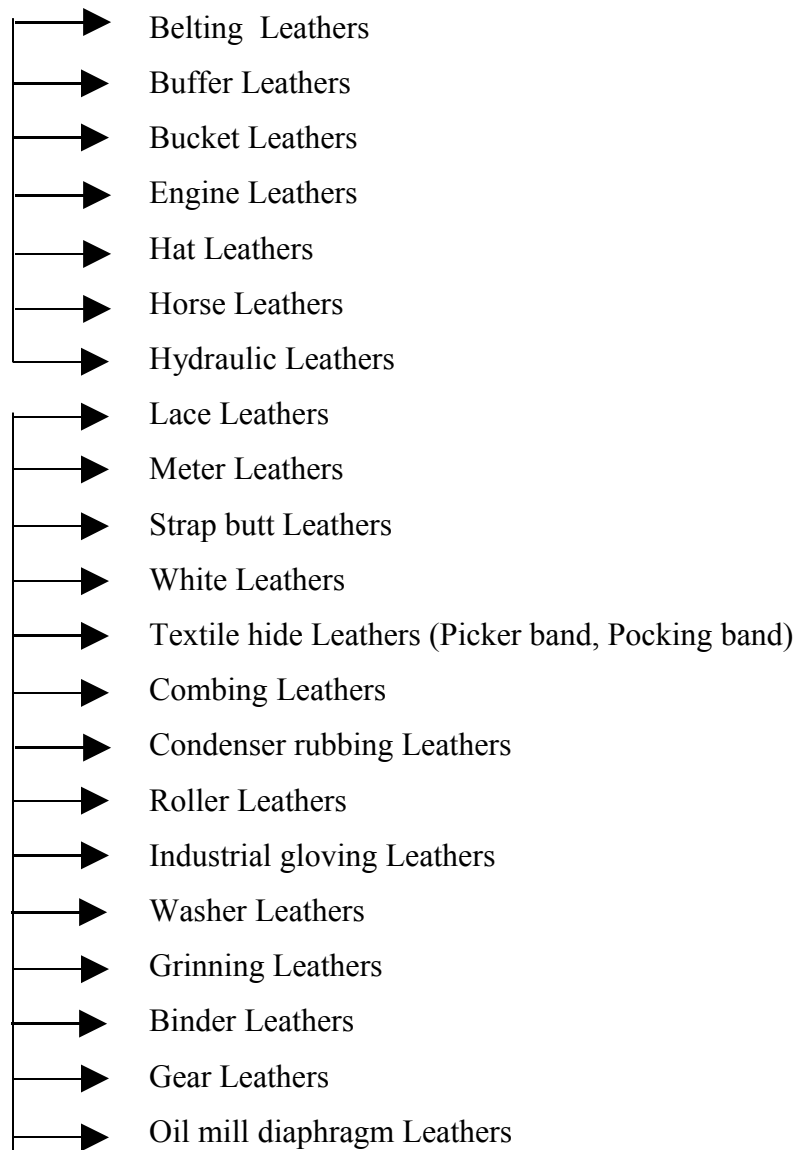 Belting  Leathers
Buffer Leathers
Bucket Leathers
Engine Leathers
Hat Leathers
Horse Leathers
Hydraulic Leathers
Lace Leathers
Meter Leathers
Strap butt Leathers
White Leathers
Textile hide Leathers (Picker band, Pocking band)
Combing Leathers
Condenser rubbing Leathers
Roller Leathers
Industrial gloving Leathers
Washer Leathers
Grinning Leathers
Binder Leathers
Gear Leathers
Oil mill diaphragm Leathers